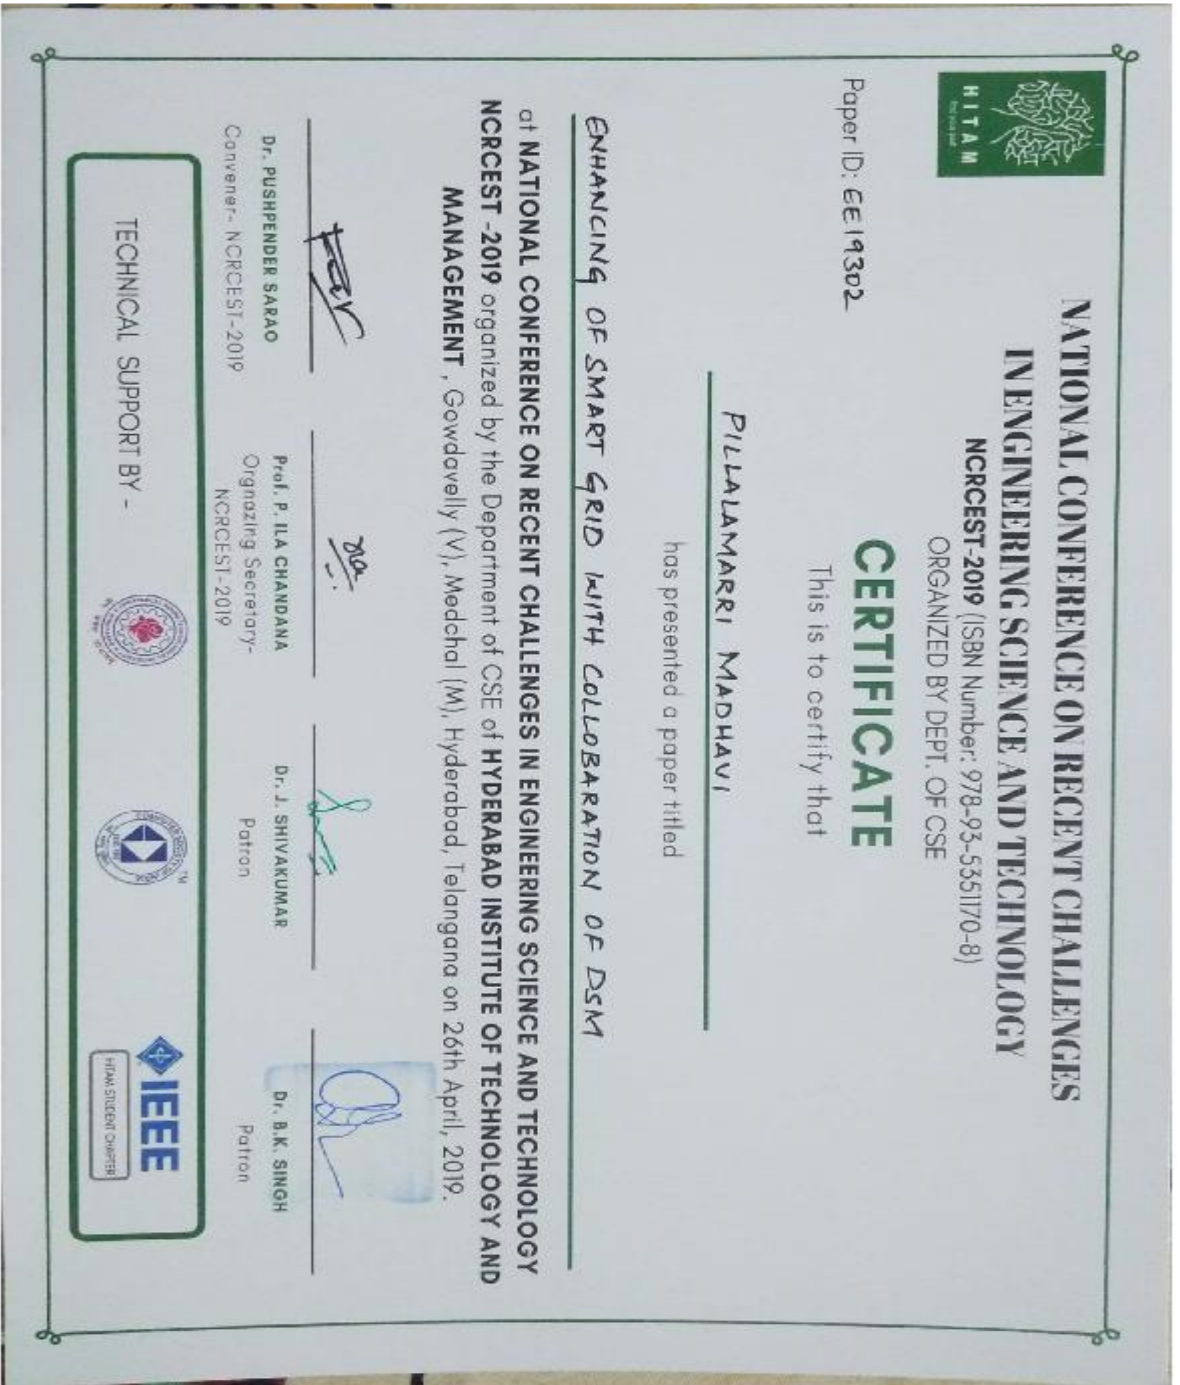 HITAM
NATIONAL CONFERENCE ON RECENT CHALLENGES
IN ENGINEERING SCIENCE AND TECHNOLOGY
NCRCEST-2019 (ISBN Number: 978-93-5351170-8)
ORGANIZED BY DEPT. OF CSE
Paper ID: EE19302
CERTIFICATE
This is to certify that
PILLALAMARRI MADHAVI
has presented a paper titled
ENHANCING OF SMART GRID WITH COLLOBARATION OF DSM
at NATIONAL CONFERENCE ON RECENT CHALLENGES IN ENGINEERING SCIENCE AND TECHNOLOGY
NCRCEST -2019 organized by the Department of CSE of HYDERABAD INSTITUTE OF TECHNOLOGY AND
MANAGEMENT , Gowdavelly (V), Medchal (M), Hyderabad, Telangana on 26th April, 2019.
Dr. PUSHPENDER SARAO
Convener- NCRCEST-2019
Prof. P. ILA CHANDANA
Orgnazing Secretary-
NCRCEST-2019
Dr. J. SHIVAKUMAR
Patron
Dr. B.K. SINGH
Patron
TECHNICAL SUPPORT BY -
IEEE
HITAM STUDENT CHAPTER